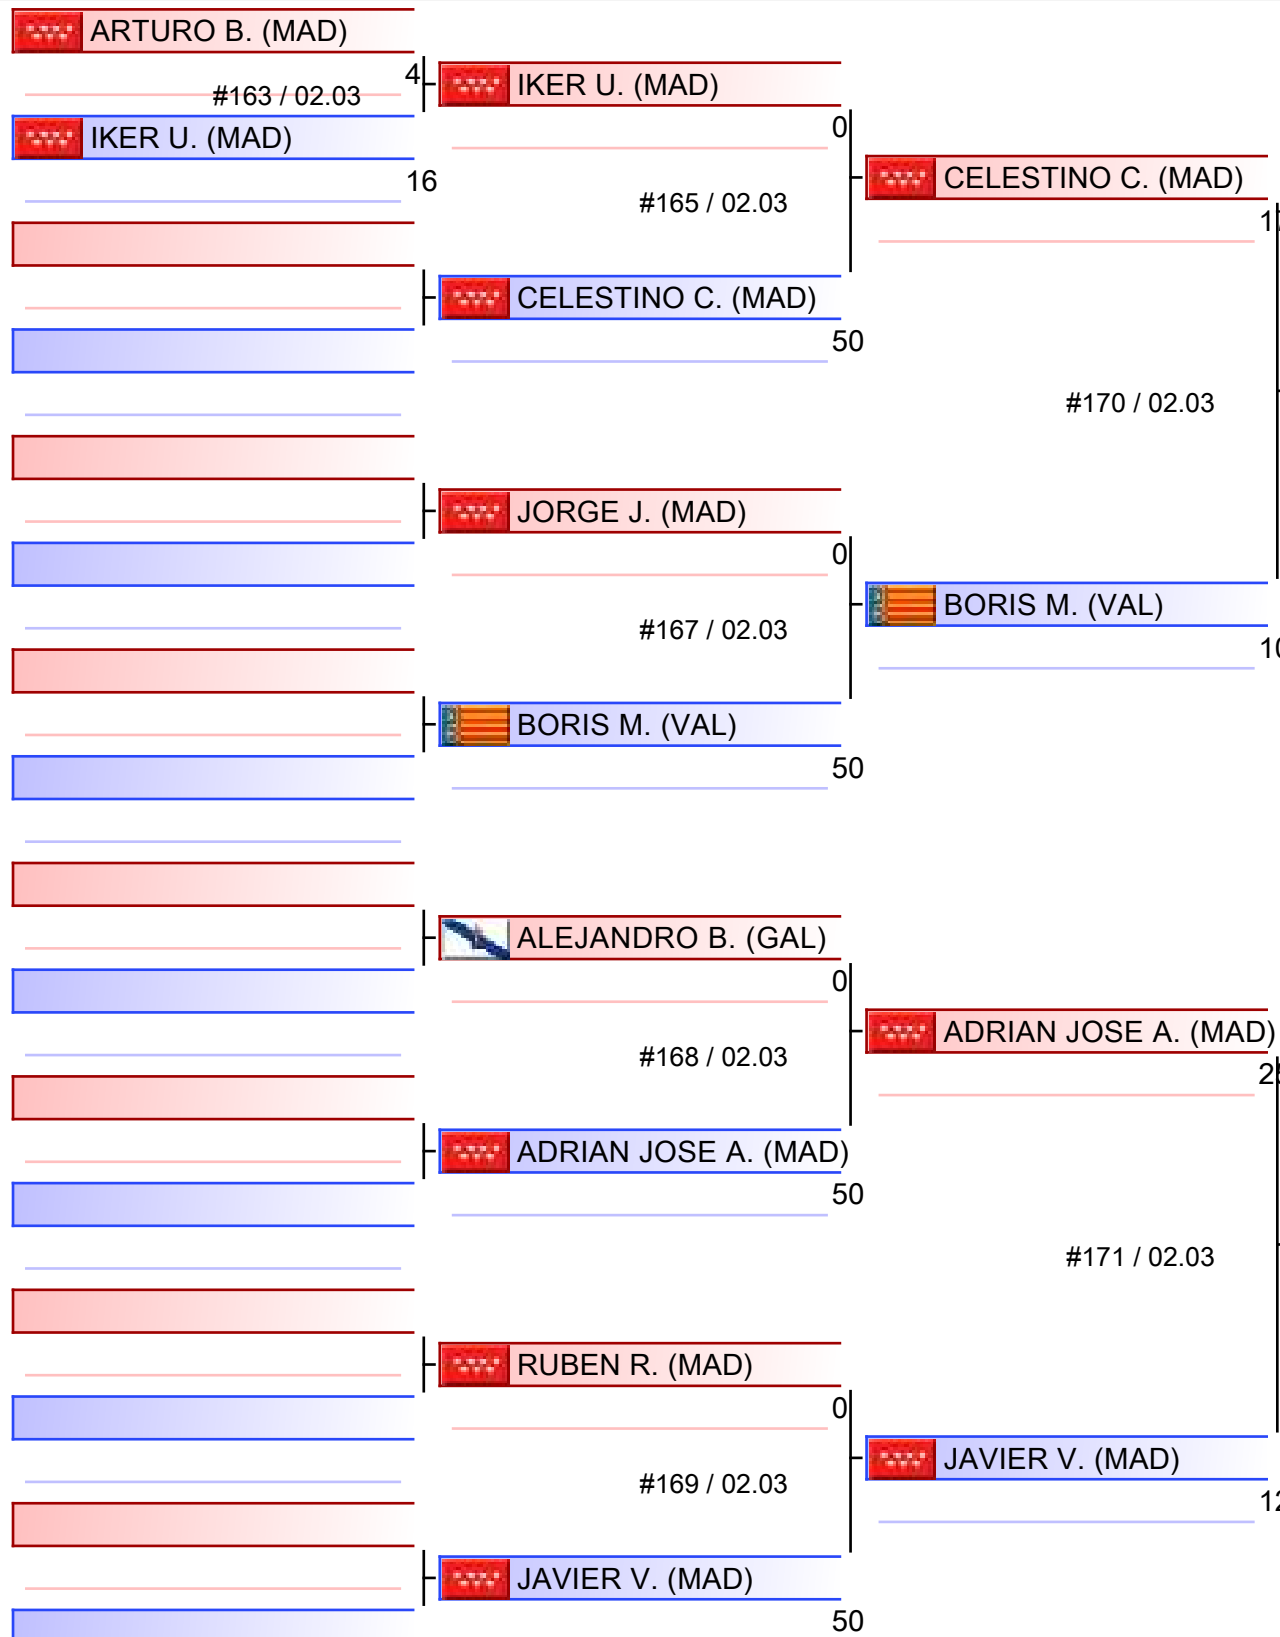 ARTURO B. (MAD)
4
#163 / 02.03
IKER U. (MAD)
16
IKER U. (MAD)
0
#165 / 02.03
CELESTINO C. (MAD)
50
JORGE J. (MAD)
0
#167 / 02.03
BORIS M. (VAL)
50
ALEJANDRO B. (GAL)
0
#168 / 02.03
ADRIAN JOSE A. (MAD)
50
RUBEN R. (MAD)
0
#169 / 02.03
JAVIER V. (MAD)
50
CELESTINO C. (MAD)
#170 / 02.03
BORIS M. (VAL)
10
ADRIAN JOSE A. (MAD)
#171 / 02.03
JAVIER V. (MAD)
12